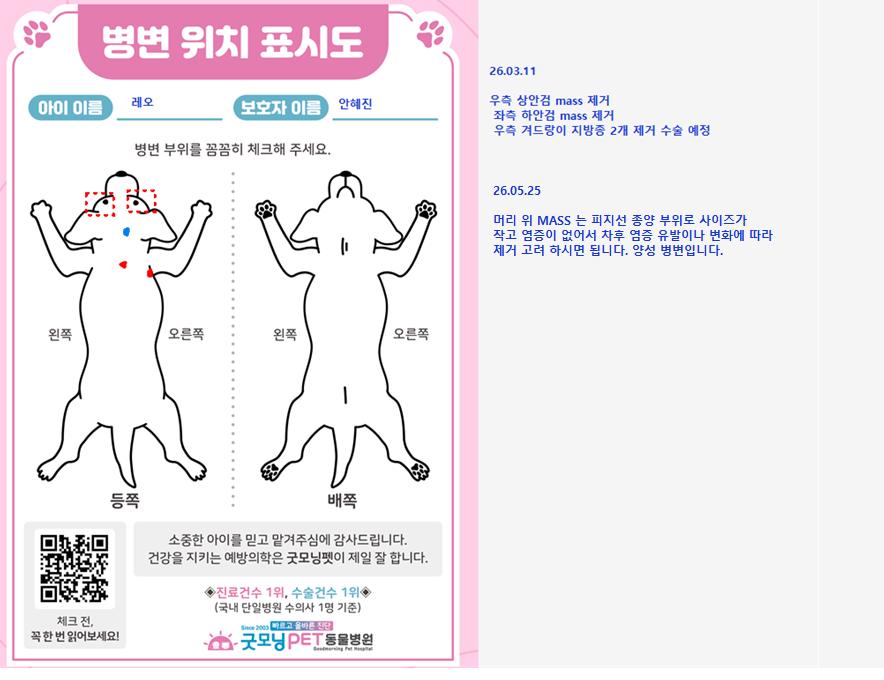 병변 위치 표시도
아이 이름 레오 보호자 이름 안혜진
병변 부위를 꼼꼼히 체크해 주세요.
왼쪽 오른쪽 왼쪽 오른쪽
등쪽 배쪽
소중한 아이를 믿고 맡겨주심에 감사드립니다.
건강을 지키는 예방의학은 굿모닝펫이 제일 잘 합니다.
체크 전,
꼭 한 번 읽어보세요!
◈진료건수 1위, 수술건수 1위◈
(국내 단일병원 수의사 1명 기준)
Since 2003 빠르고 올바른 진단
굿모닝PET동물병원
Goodmorning Pet Hospital
26.03.11
우측 상안검 mass 제거
좌측 하안검 mass 제거
우측 겨드랑이 지방종 2개 제거 수술 예정
26.05.25
머리 위 MASS 는 피지선 종양 부위로 사이즈가
작고 염증이 없어서 차후 염증 유발이나 변화에 따라
제거 고려 하시면 됩니다. 양성 병변입니다.